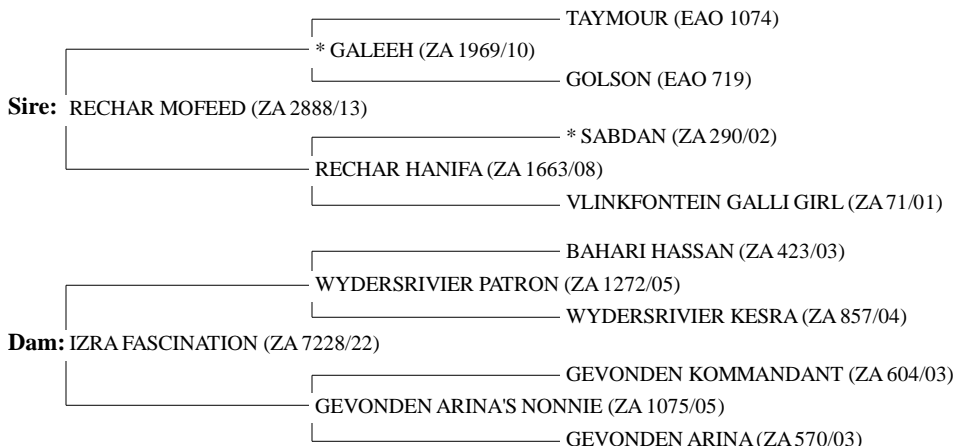 TAYMOUR (EAO 1074)
* GALEEH (ZA 1969/10)
GOLSON (EAO 719)
Sire: RECHAR MOFEED (ZA 2888/13)
* SABDAN (ZA 290/02)
RECHAR HANIFA (ZA 1663/08)
VLINKFONTEIN GALLI GIRL (ZA 71/01)
BAHARI HASSAN (ZA 423/03)
WYDERSRIVIER PATRON (ZA 1272/05)
WYDERSRIVIER KESRA (ZA 857/04)
Dam: IZRA FASCINATION (ZA 7228/22)
GEVONDEN KOMMANDANT (ZA 604/03)
GEVONDEN ARINA'S NONNIE (ZA 1075/05)
GEVONDEN ARINA (ZA 570/03)